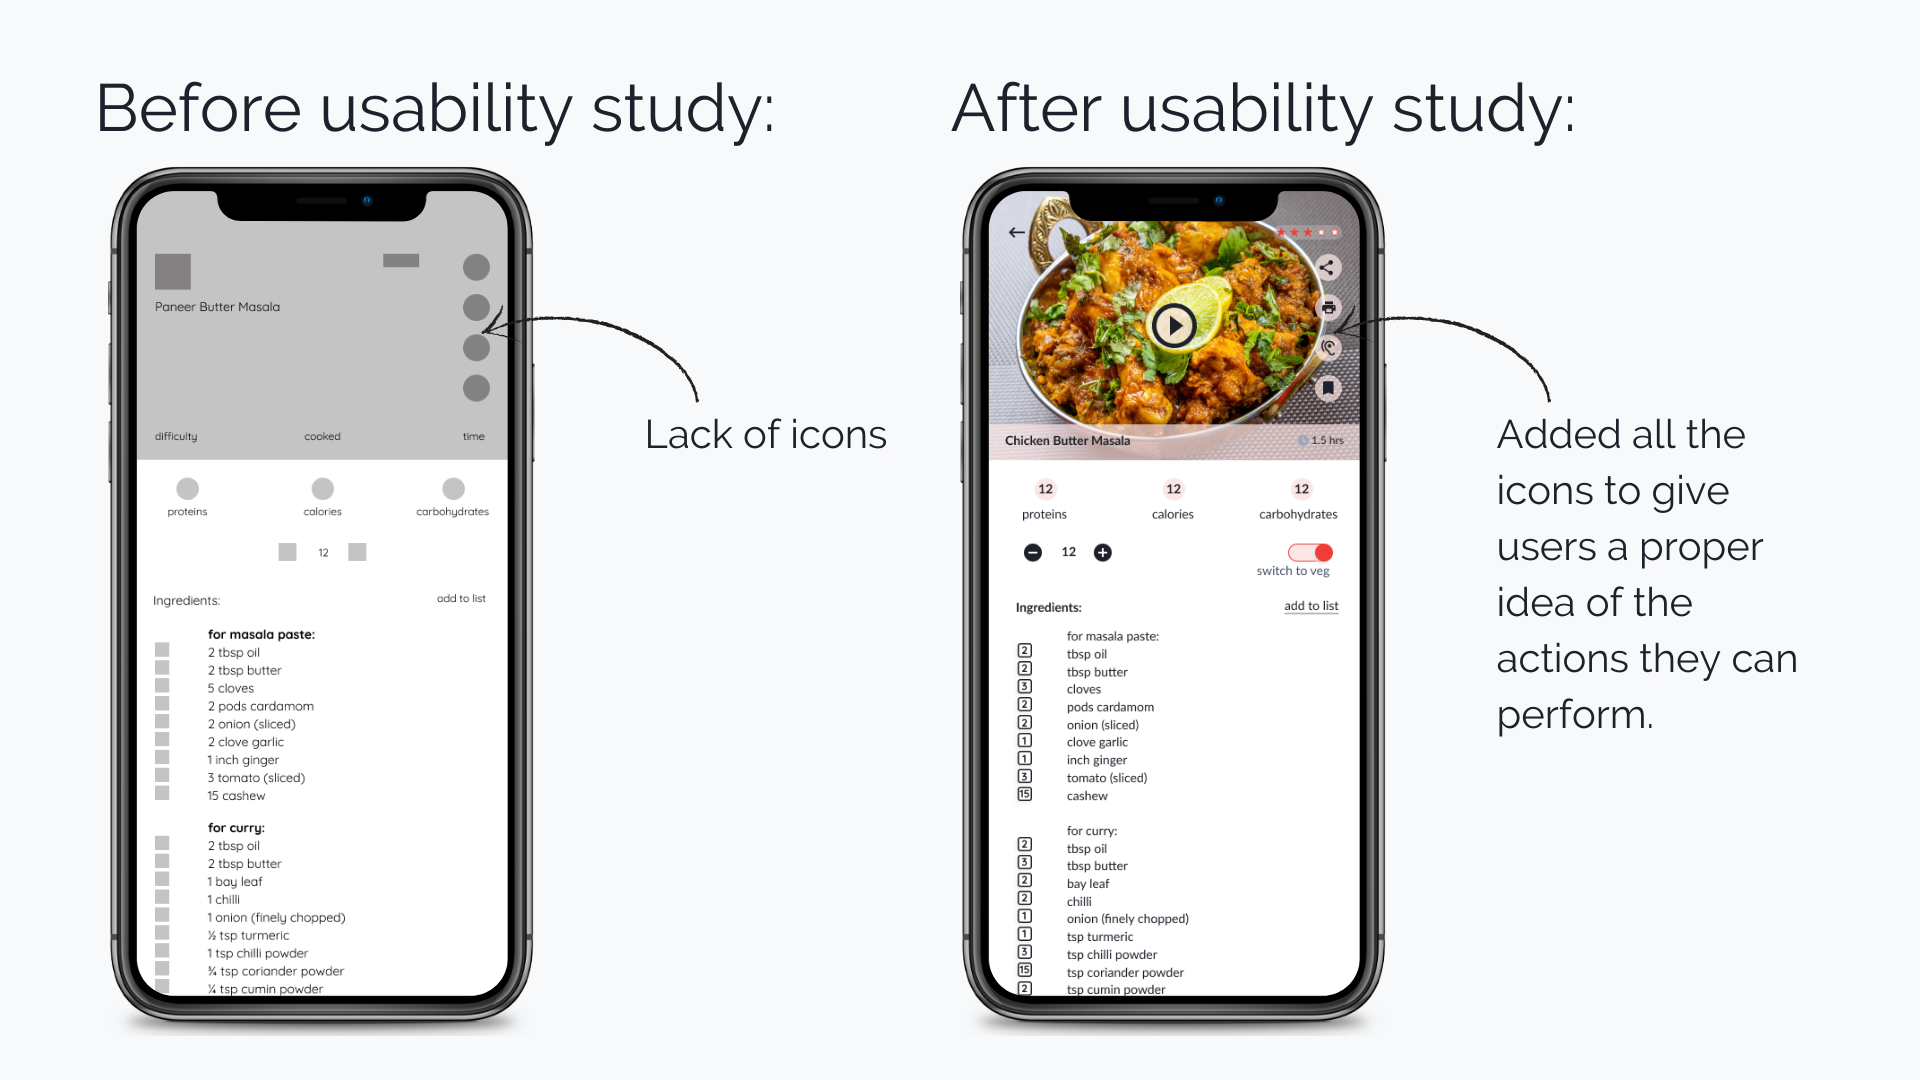 Before usability study:
After usability study:
Paneer Butter Masala
difficulty cooked time
proteins calories carbohydrates
12
Ingredients: add to list
for masala paste:
2 tbsp oil
2 tbsp butter
5 cloves
2 pods cardamom
2 onion (sliced)
2 clove garlic
1 inch ginger
3 tomato (sliced)
15 cashew
for curry:
2 tbsp oil
2 tbsp butter
1 bay leaf
1 chilli
1 onion (finely chopped)
½ tsp turmeric
1 tsp chilli powder
¾ tsp coriander powder
¼ tsp cumin powder
Lack of icons
Chicken Butter Masala 1.5 hrs
12 12 12
proteins calories carbohydrates
12
switch to veg
Ingredients: add to list
for masala paste:
2 tbsp oil
2 tbsp butter
3 cloves
2 pods cardamom
2 onion (sliced)
1 clove garlic
1 inch ginger
3 tomato (sliced)
15 cashew
for curry:
2 tbsp oil
3 tbsp butter
2 bay leaf
2 chilli
1 onion (finely chopped)
1 tsp turmeric
3 tsp chilli powder
15 tsp coriander powder
2 tsp cumin powder
Added all the
icons to give
users a proper
idea of the
actions they can
perform.